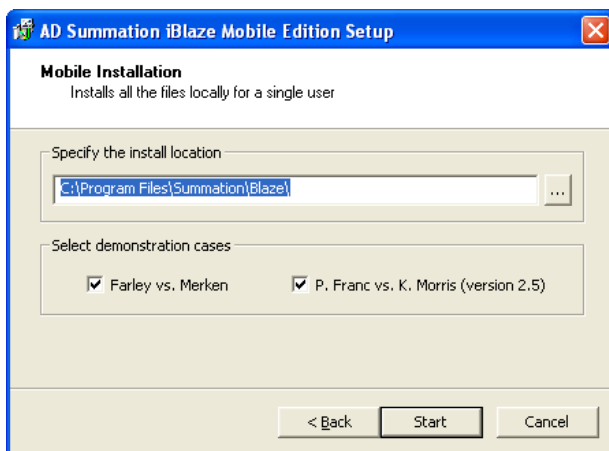 AD Summation iBlaze Mobile Edition Setup
Mobile Installation
Installs all the files locally for a single user
Specify the install location
C:\Program Files\Summation\Blaze\
...
Select demonstration cases
Farley vs. Merken
P. Franc vs. K. Morris (version 2.5)
< Back
Start
Cancel